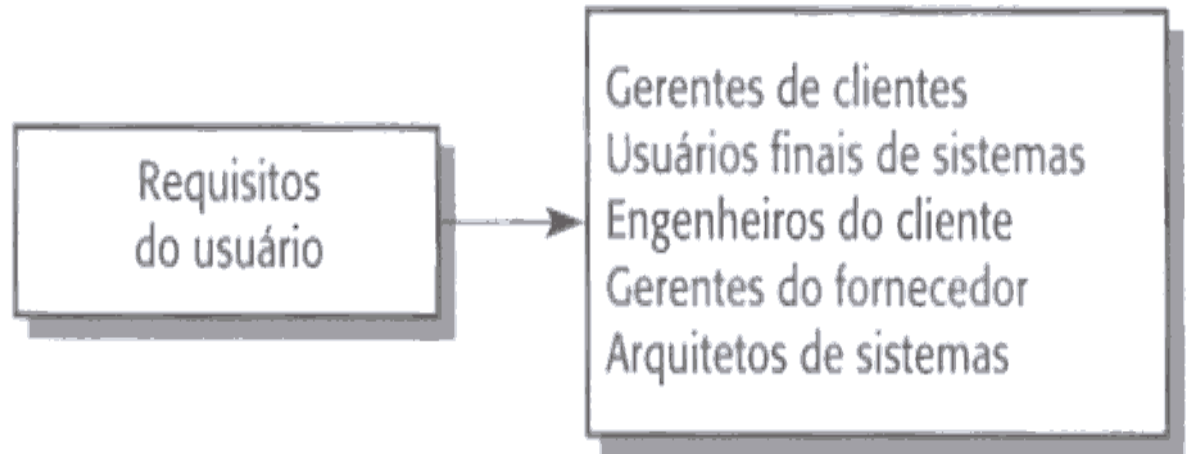 Requisitos
do usuário
Gerentes de clientes
Usuários finais de sistemas
Engenheiros do cliente
Gerentes do fornecedor
Arquitetos de sistemas